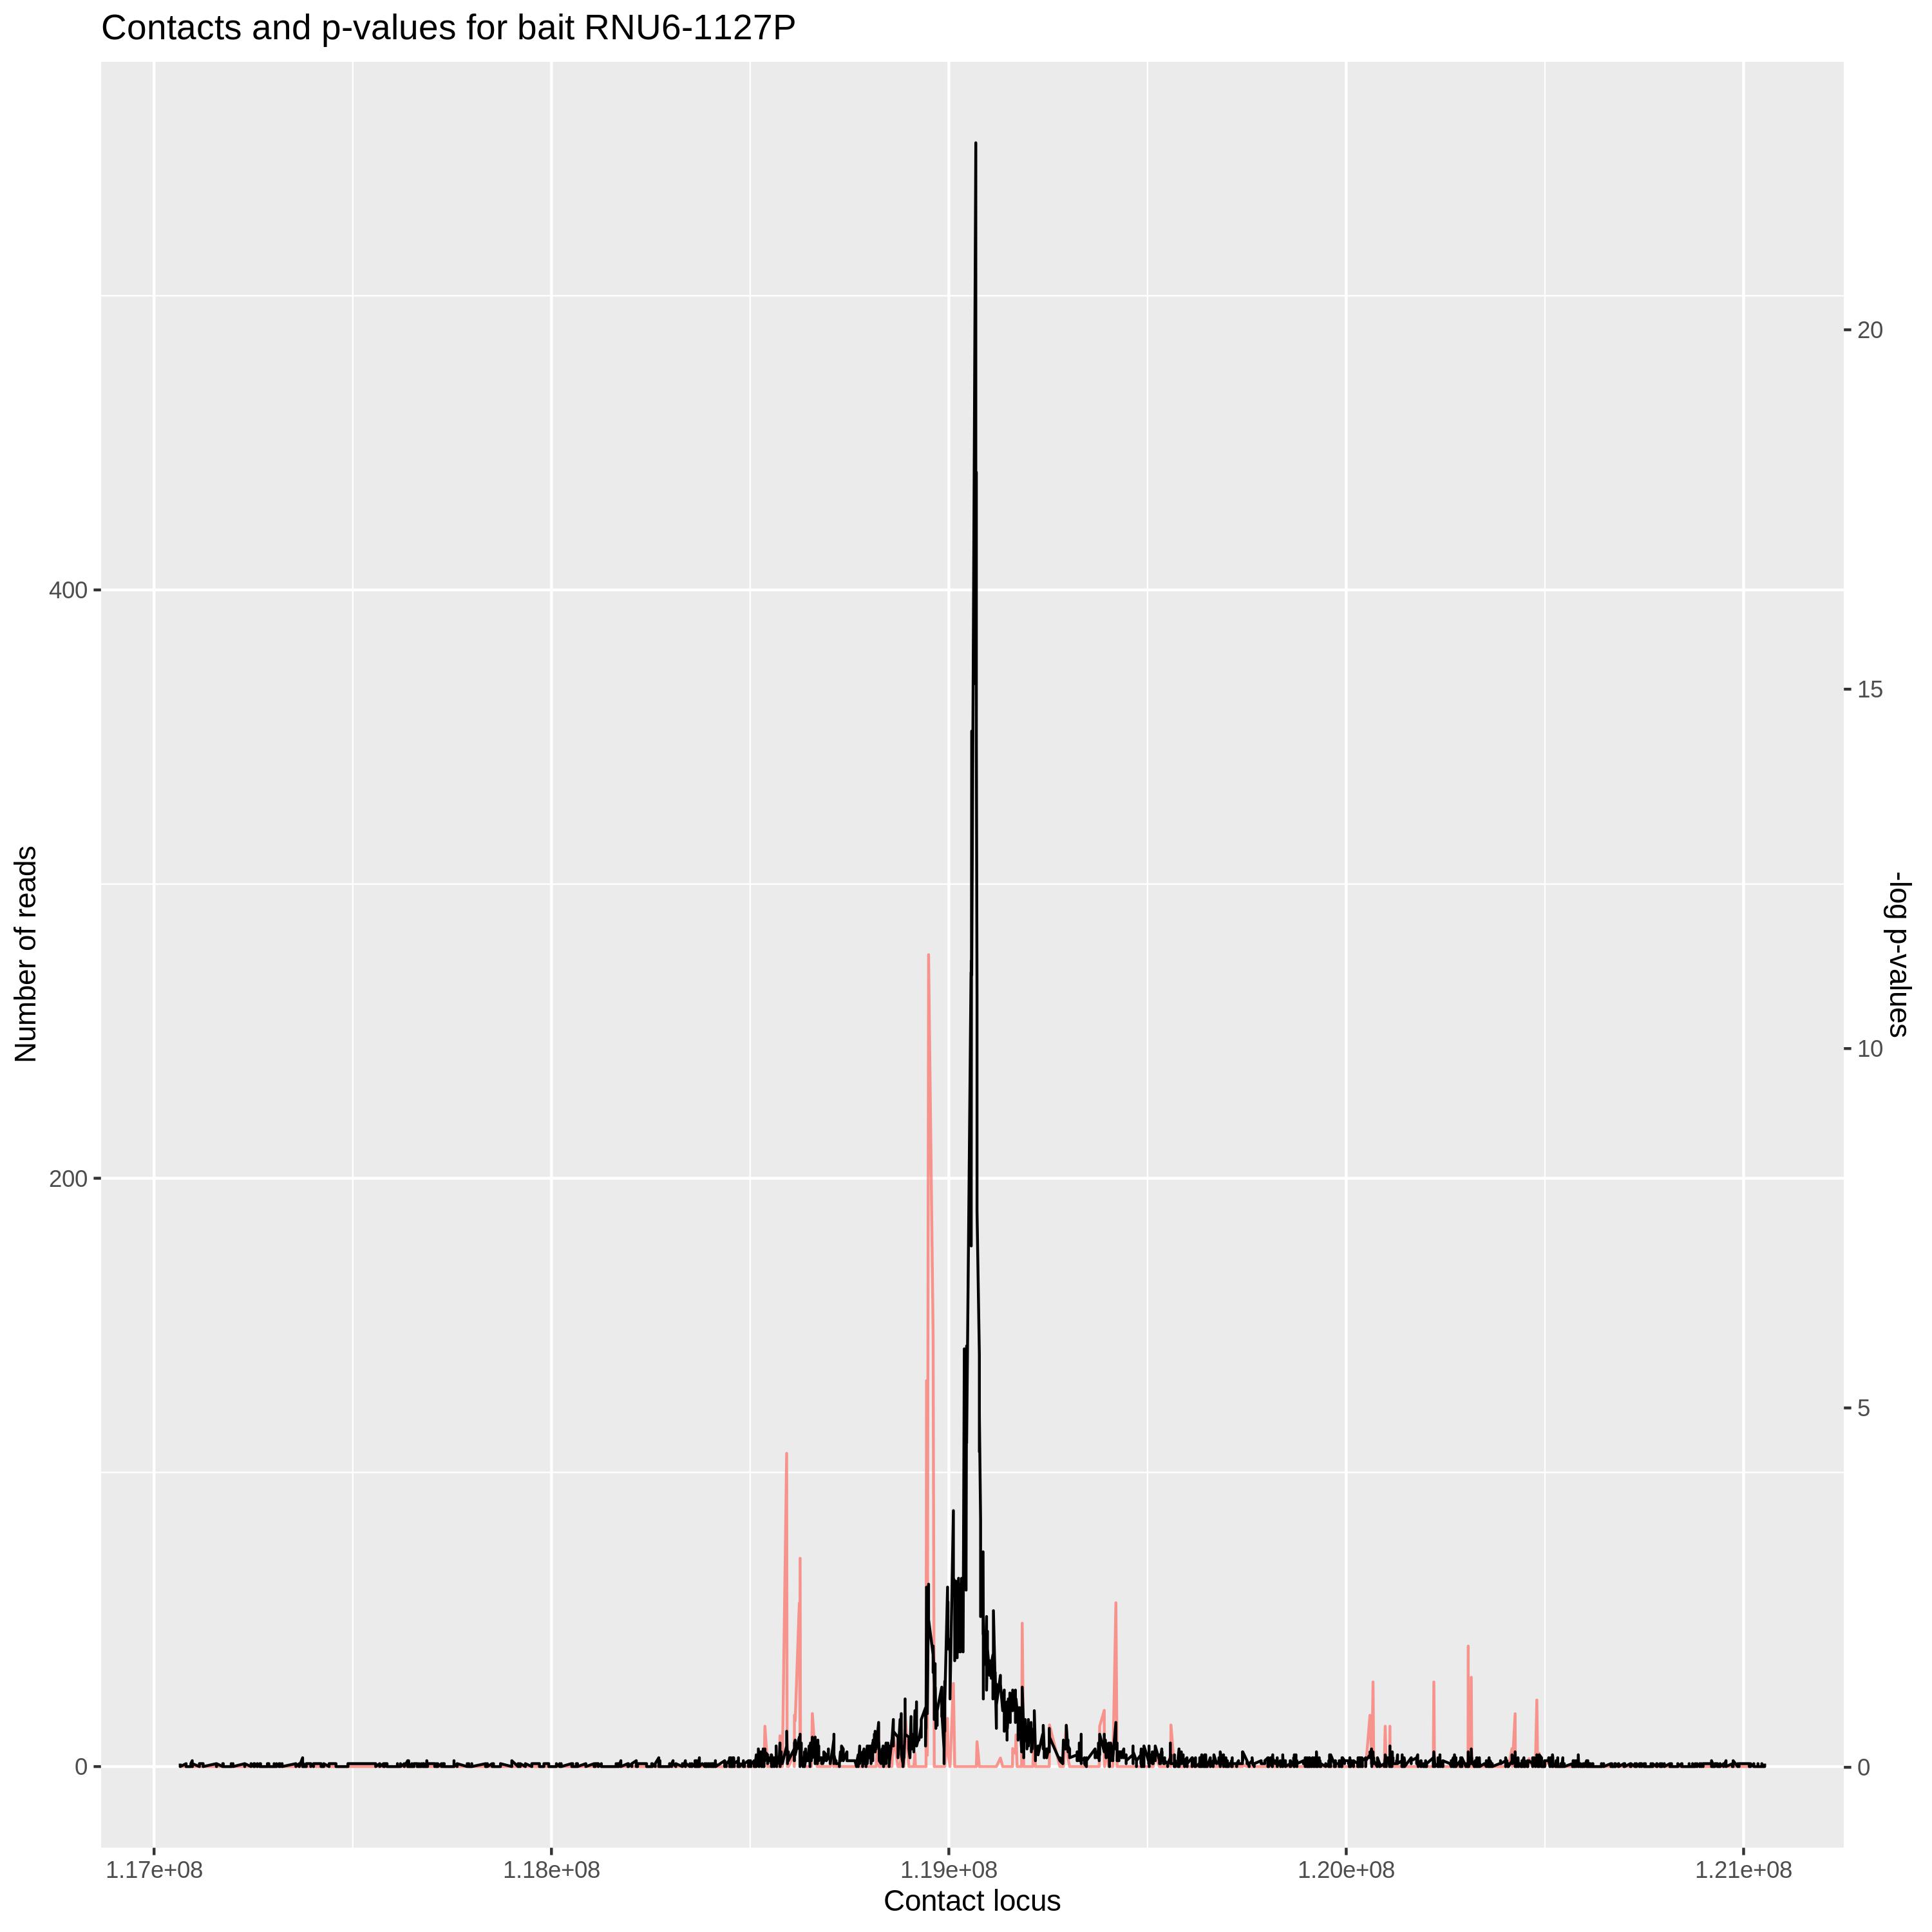 Contacts and p-values for bait RNU6-1127P
Number of reads
400
200
0
20
15
10
5
0
-log p-values
1.17e+08
1.18e+08
1.19e+08
1.20e+08
1.21e+08
Contact locus